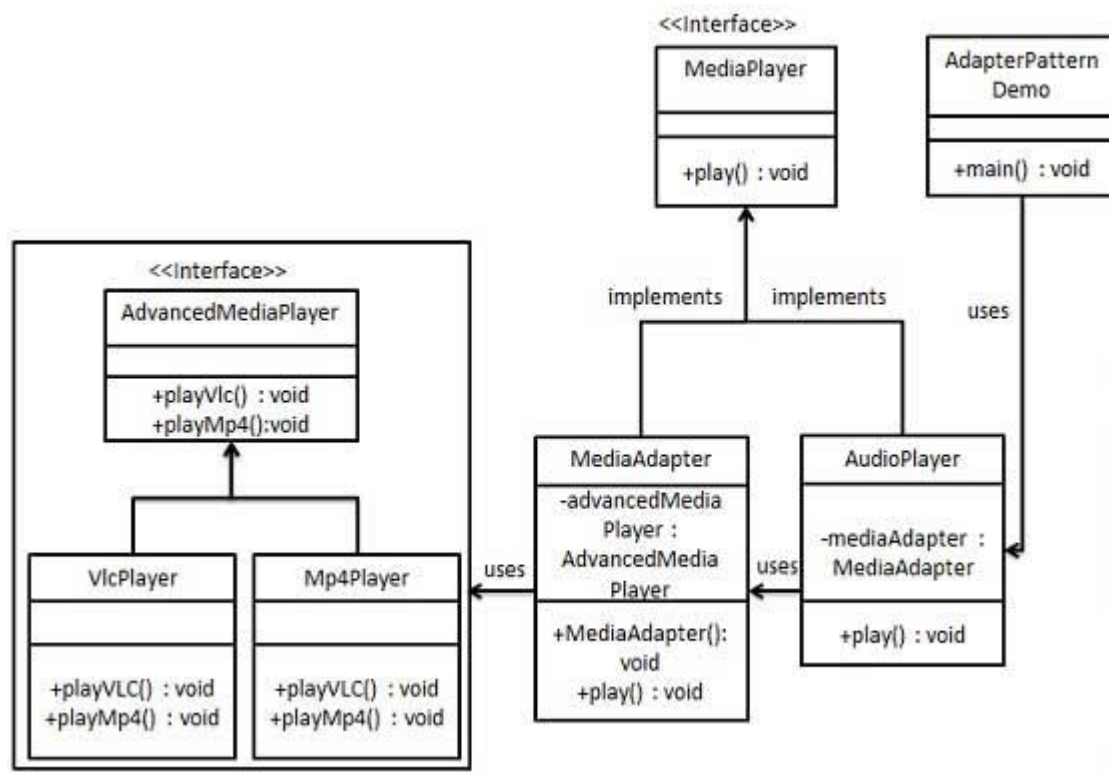 <<Interface>>
MediaPlayer
+play() : void
AdapterPattern
Demo
+main() : void
implements
implements
uses
<<Interface>>
AdvancedMediaPlayer
+playVlc() : void
+playMp4():void
VlcPlayer
+playVLC() : void
+playMp4() : void
Mp4Player
+playVLC() : void
+playMp4() : void
uses
MediaAdapter
-advancedMedia
Player :
AdvancedMedia
Player
+MediaAdapter():
void
+play() : void
uses
AudioPlayer
-mediaAdapter :
MediaAdapter
+play() : void